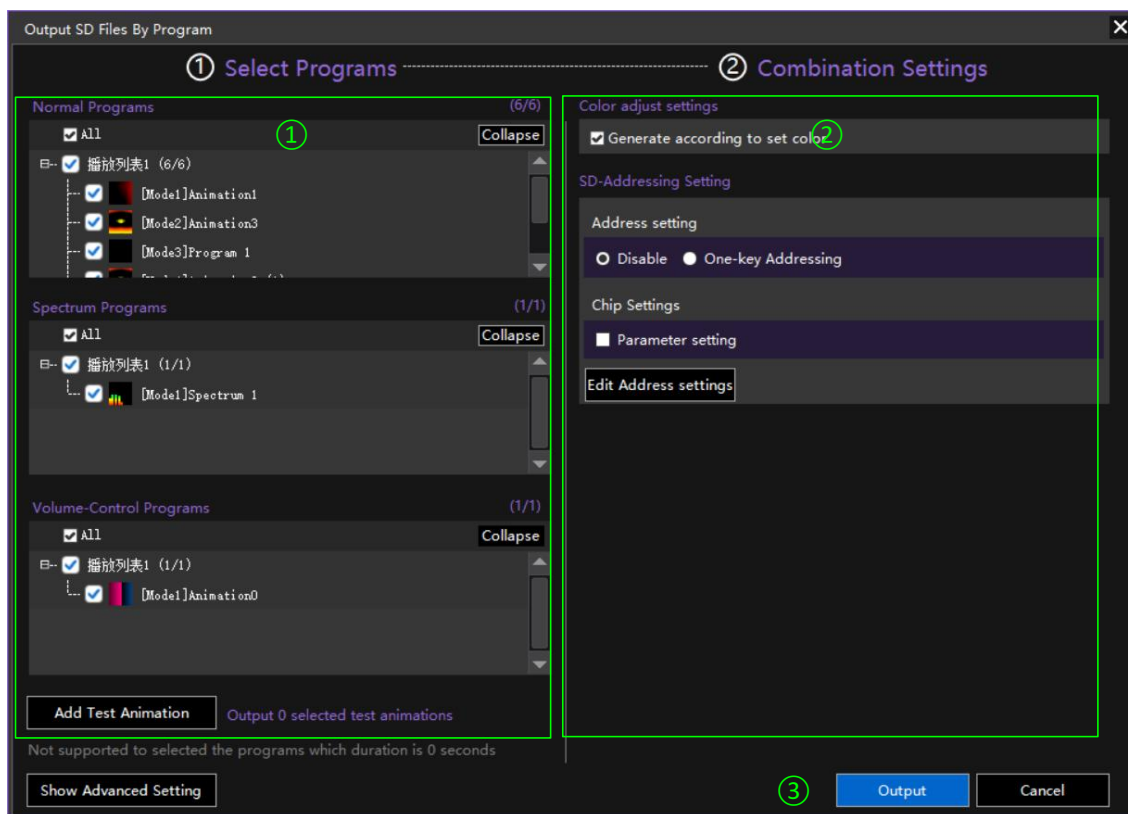 Output SD Files By Program
① Select Programs
② Combination Settings
Normal Programs (6/6)
①
All
Collapse
播放列表1 (6/6)
[Mode1]Animation1
[Mode2]Animation3
[Mode3]Program 1
Spectrum Programs (1/1)
All
Collapse
播放列表1 (1/1)
[Mode1]Spectrum 1
Volume-Control Programs (1/1)
All
Collapse
播放列表1 (1/1)
[Mode1]Animation0
Add Test Animation
Output 0 selected test animations
Not supported to selected the programs which duration is 0 seconds
Show Advanced Setting
Color adjust settings
②
Generate according to set color
SD-Addressing Setting
Address setting
Disable
One-key Addressing
Chip Settings
Parameter setting
Edit Address settings
③
Output
Cancel